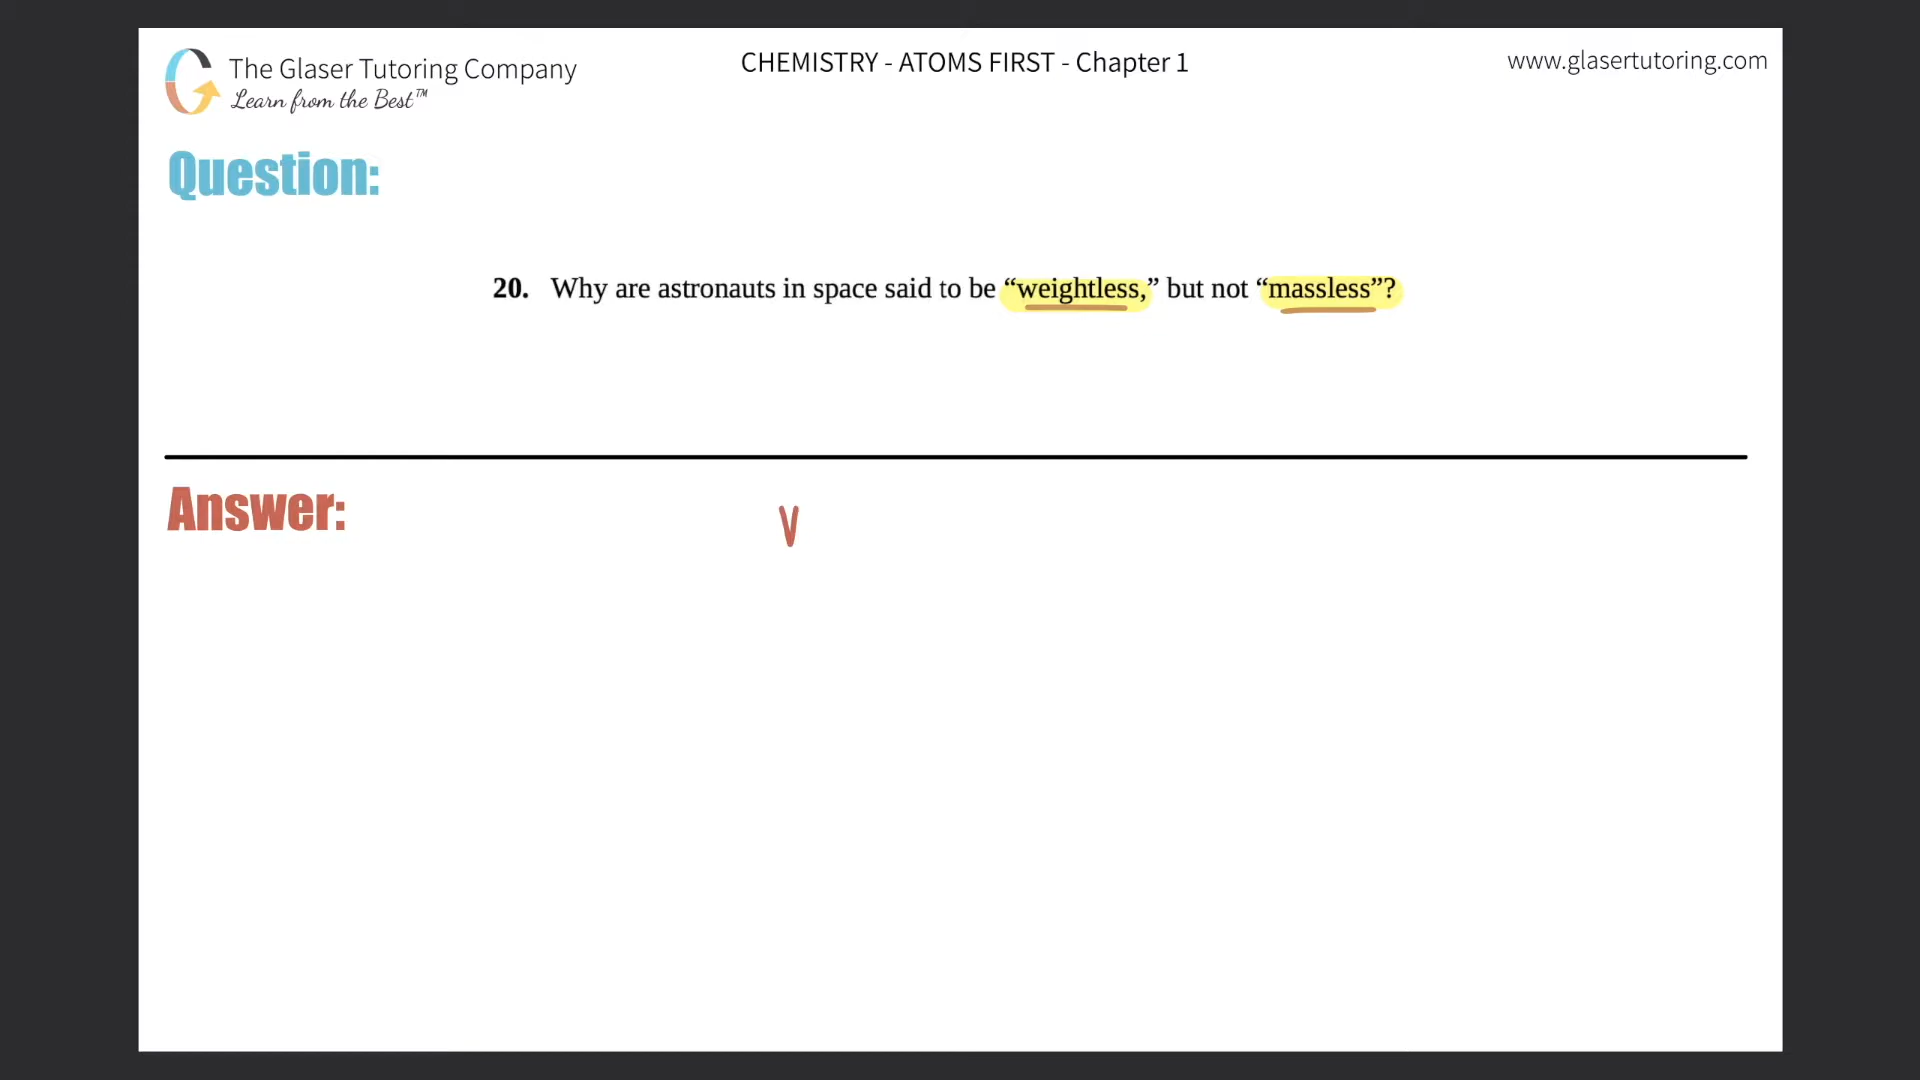 The Glaser Tutoring Company
Learn from the Best™
CHEMISTRY - ATOMS FIRST - Chapter 1
www.glasertutoring.com
Question:
20. Why are astronauts in space said to be “weightless,” but not “massless”?
Answer:
V